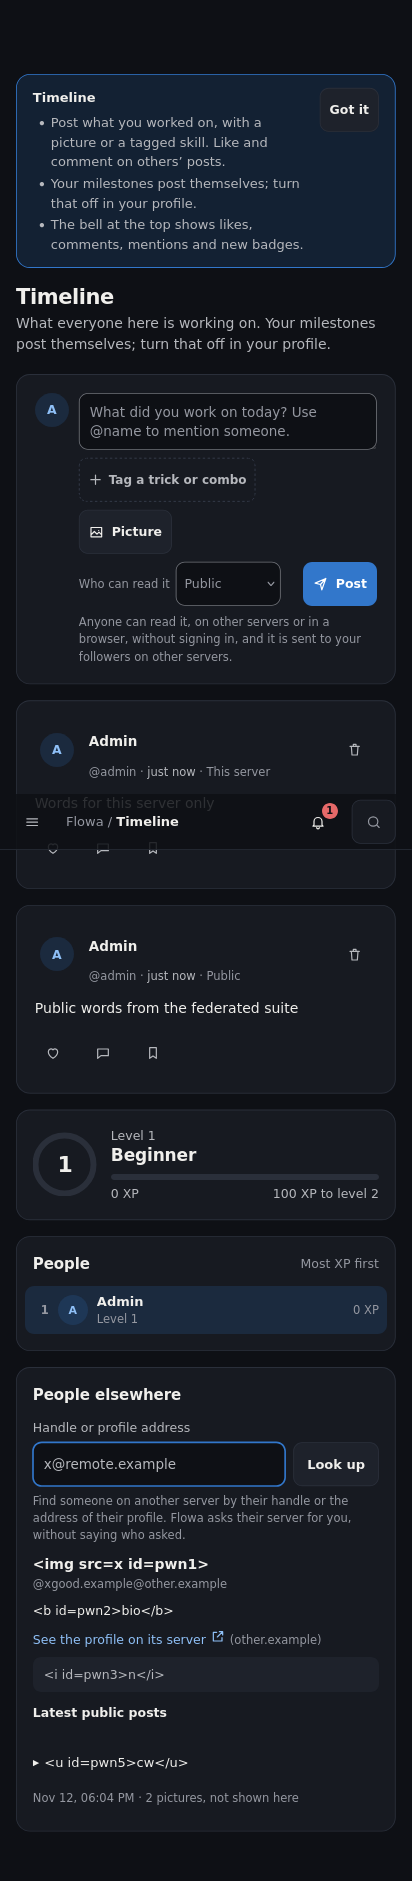 Timeline
Got it
• Post what you worked on, with a
picture or a tagged skill. Like and
comment on others’ posts.
• Your milestones post themselves; turn
that off in your profile.
• The bell at the top shows likes,
comments, mentions and new badges.
Timeline
What everyone here is working on. Your milestones
post themselves; turn that off in your profile.
A
What did you work on today? Use
@name to mention someone.
Tag a trick or combo
Picture
Who can read it
Public
Post
Anyone can read it, on other servers or in a
browser, without signing in, and it is sent to your
followers on other servers.
A
Admin
@admin · just now · This server
Words for this server only
Flowa / Timeline
1
A
Admin
@admin · just now · Public
Public words from the federated suite
1
Level 1
Beginner
0 XP
100 XP to level 2
People
Most XP first
1
A
Admin
Level 1
0 XP
People elsewhere
Handle or profile address
x@remote.example
Look up
Find someone on another server by their handle or the
address of their profile. Flowa asks their server for you,
without saying who asked.
<img src=x id=pwn1>
@xgood.example@other.example
<b id=pwn2>bio</b>
See the profile on its server (other.example)
<i id=pwn3>n</i>
Latest public posts
▸ <u id=pwn5>cw</u>
Nov 12, 06:04 PM · 2 pictures, not shown here